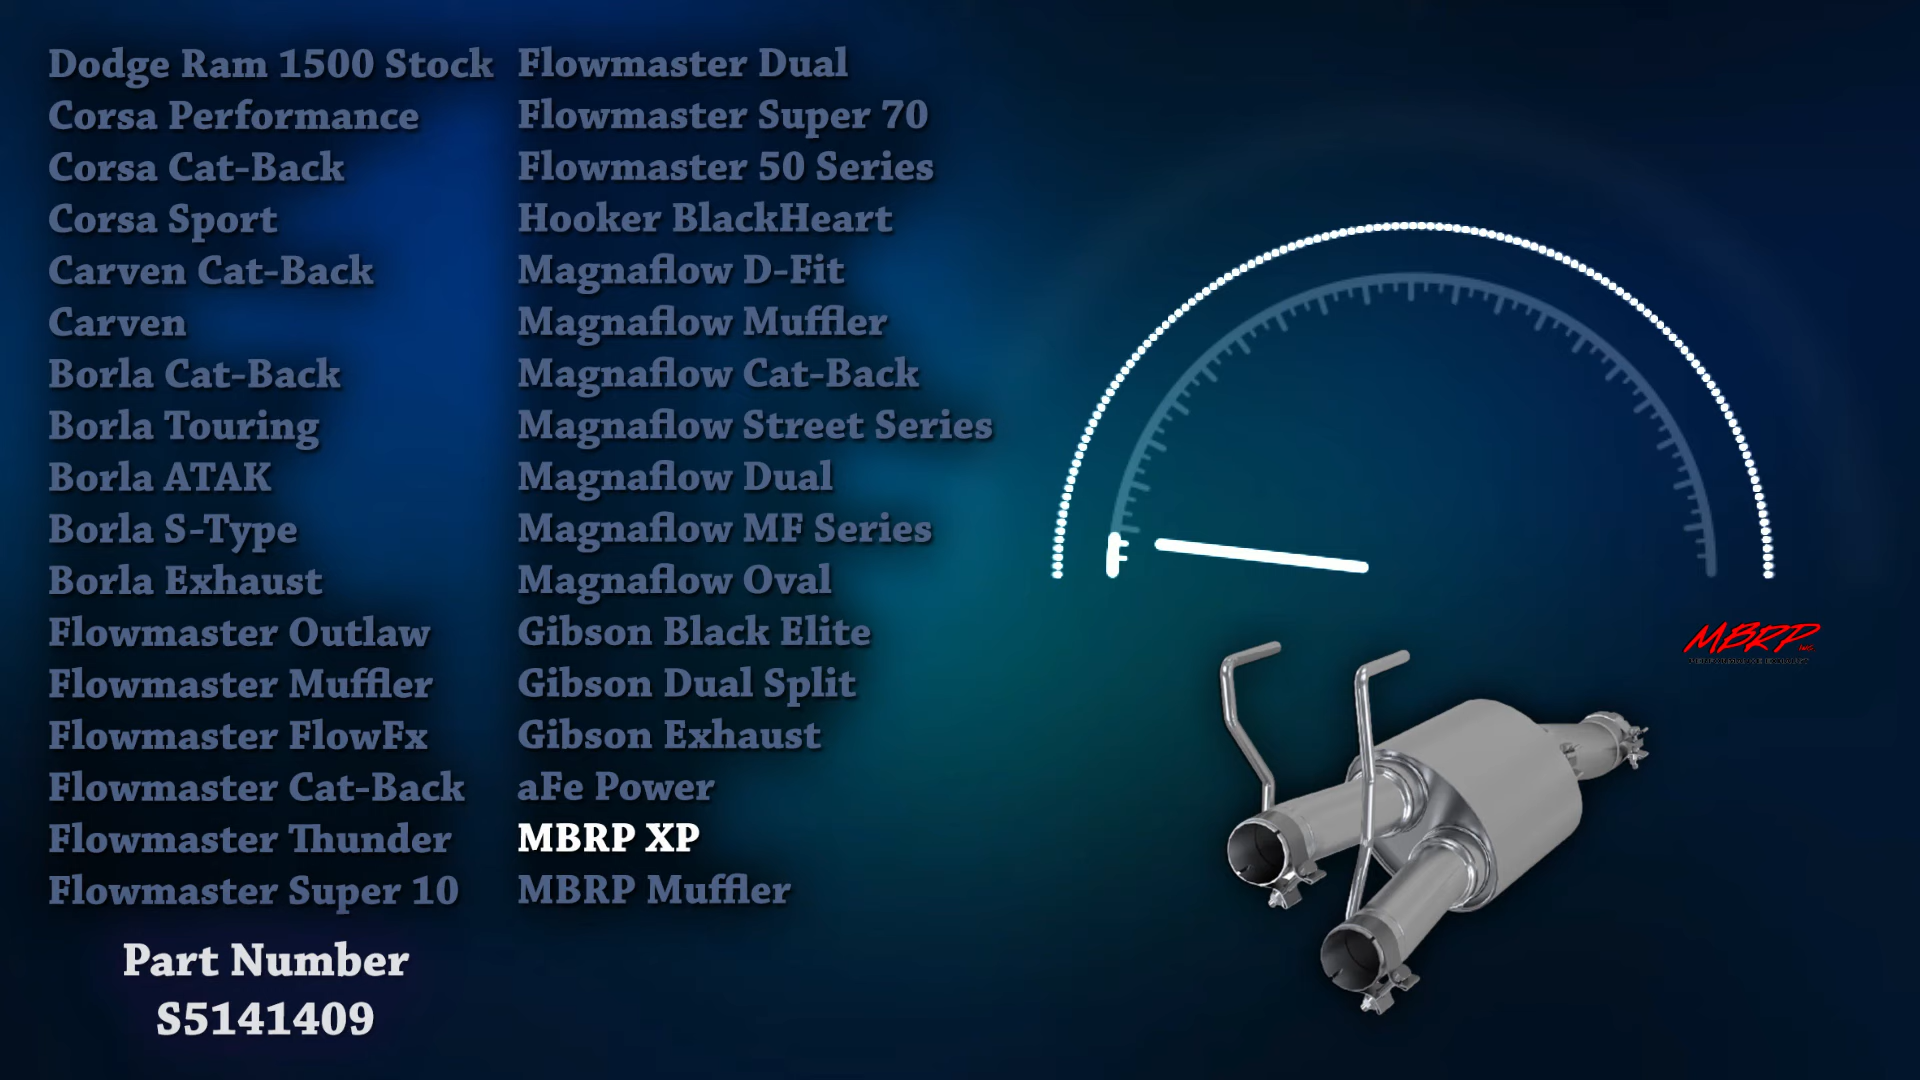 Dodge Ram 1500 Stock
Corsa Performance
Corsa Cat-Back
Corsa Sport
Carven Cat-Back
Carven
Borla Cat-Back
Borla Touring
Borla ATAK
Borla S-Type
Borla Exhaust
Flowmaster Outlaw
Flowmaster Muffler
Flowmaster FlowFx
Flowmaster Cat-Back
Flowmaster Thunder
Flowmaster Super 10
Flowmaster Dual
Flowmaster Super 70
Flowmaster 50 Series
Hooker BlackHeart
Magnaflow D-Fit
Magnaflow Muffler
Magnaflow Cat-Back
Magnaflow Street Series
Magnaflow Dual
Magnaflow MF Series
Magnaflow Oval
Gibson Black Elite
Gibson Dual Split
Gibson Exhaust
aFe Power
MBRP XP
MBRP Muffler
Part Number
S5141409
MBRP INC.
PERFORMANCE EXHAUST